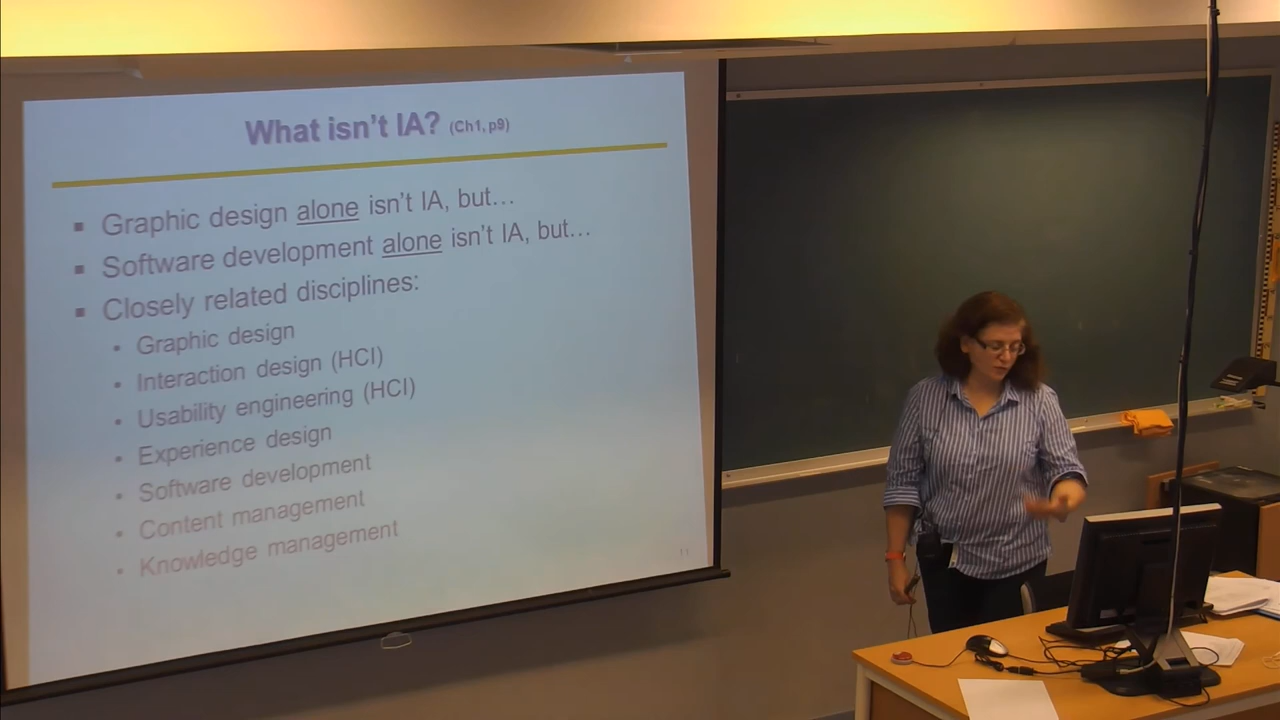 What isn't IA? (Ch1, p9)
▪ Graphic design alone isn't IA, but…
▪ Software development alone isn't IA, but…
▪ Closely related disciplines:
• Graphic design
• Interaction design (HCI)
• Usability engineering (HCI)
• Experience design
• Software development
• Content management
• Knowledge management
11